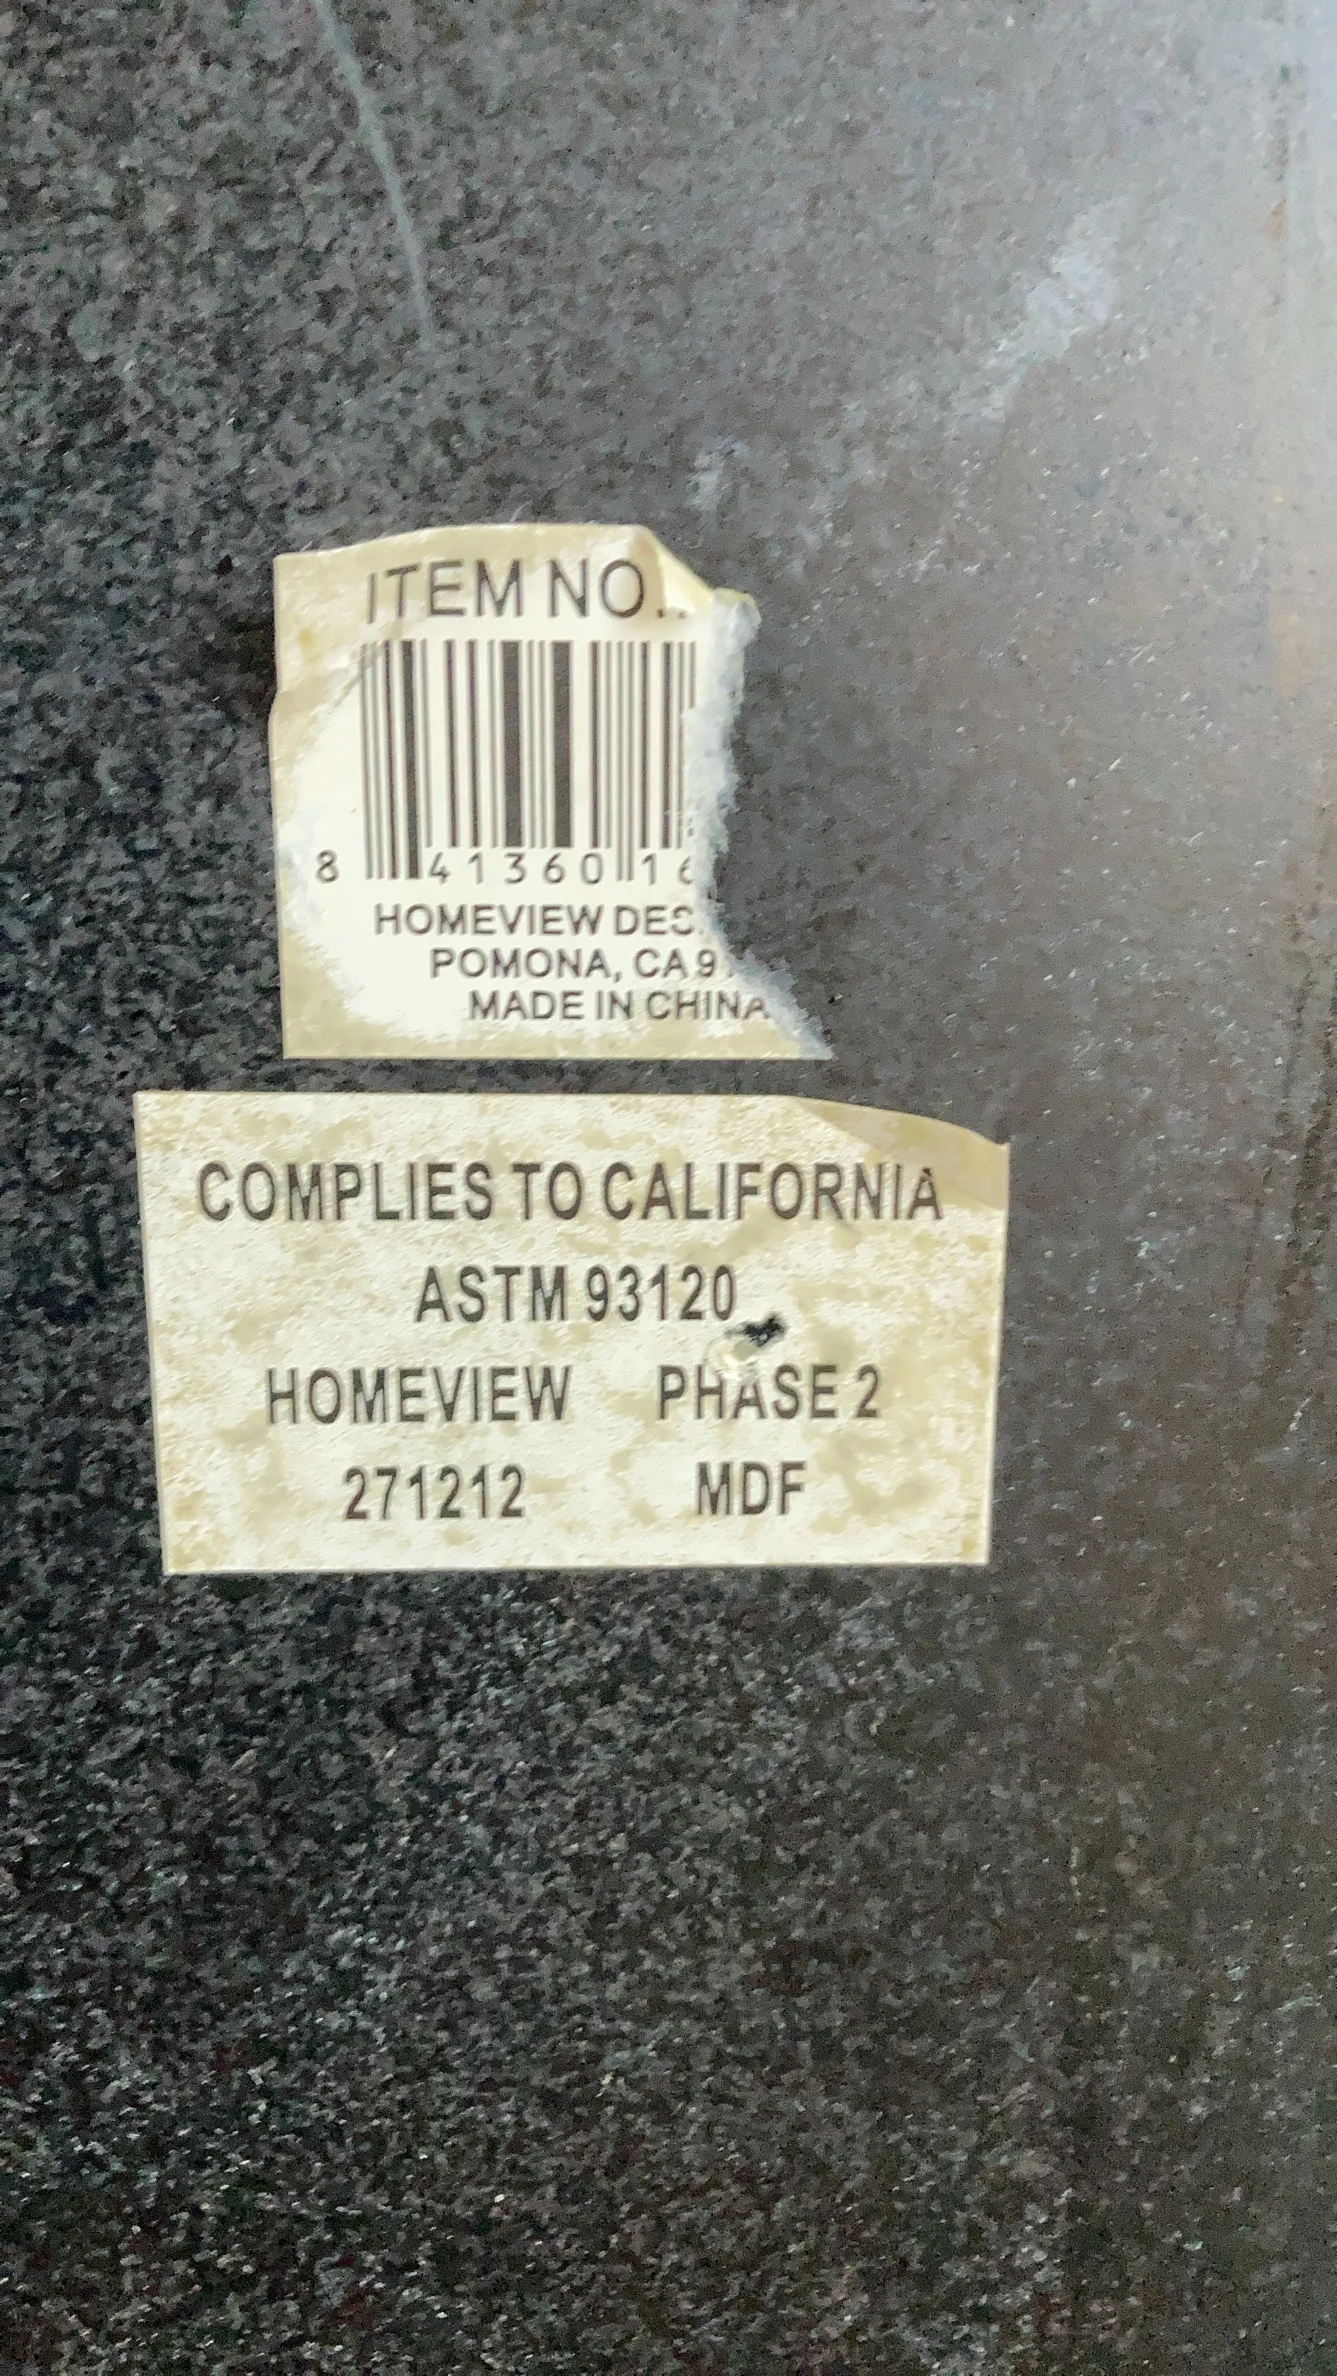 ITEM NO.:
8 41360 16
HOMEVIEW DES
POMONA, CA 91
MADE IN CHINA
COMPLIES TO CALIFORNIA
ASTM 93120
HOMEVIEW PHASE 2
271212 MDF